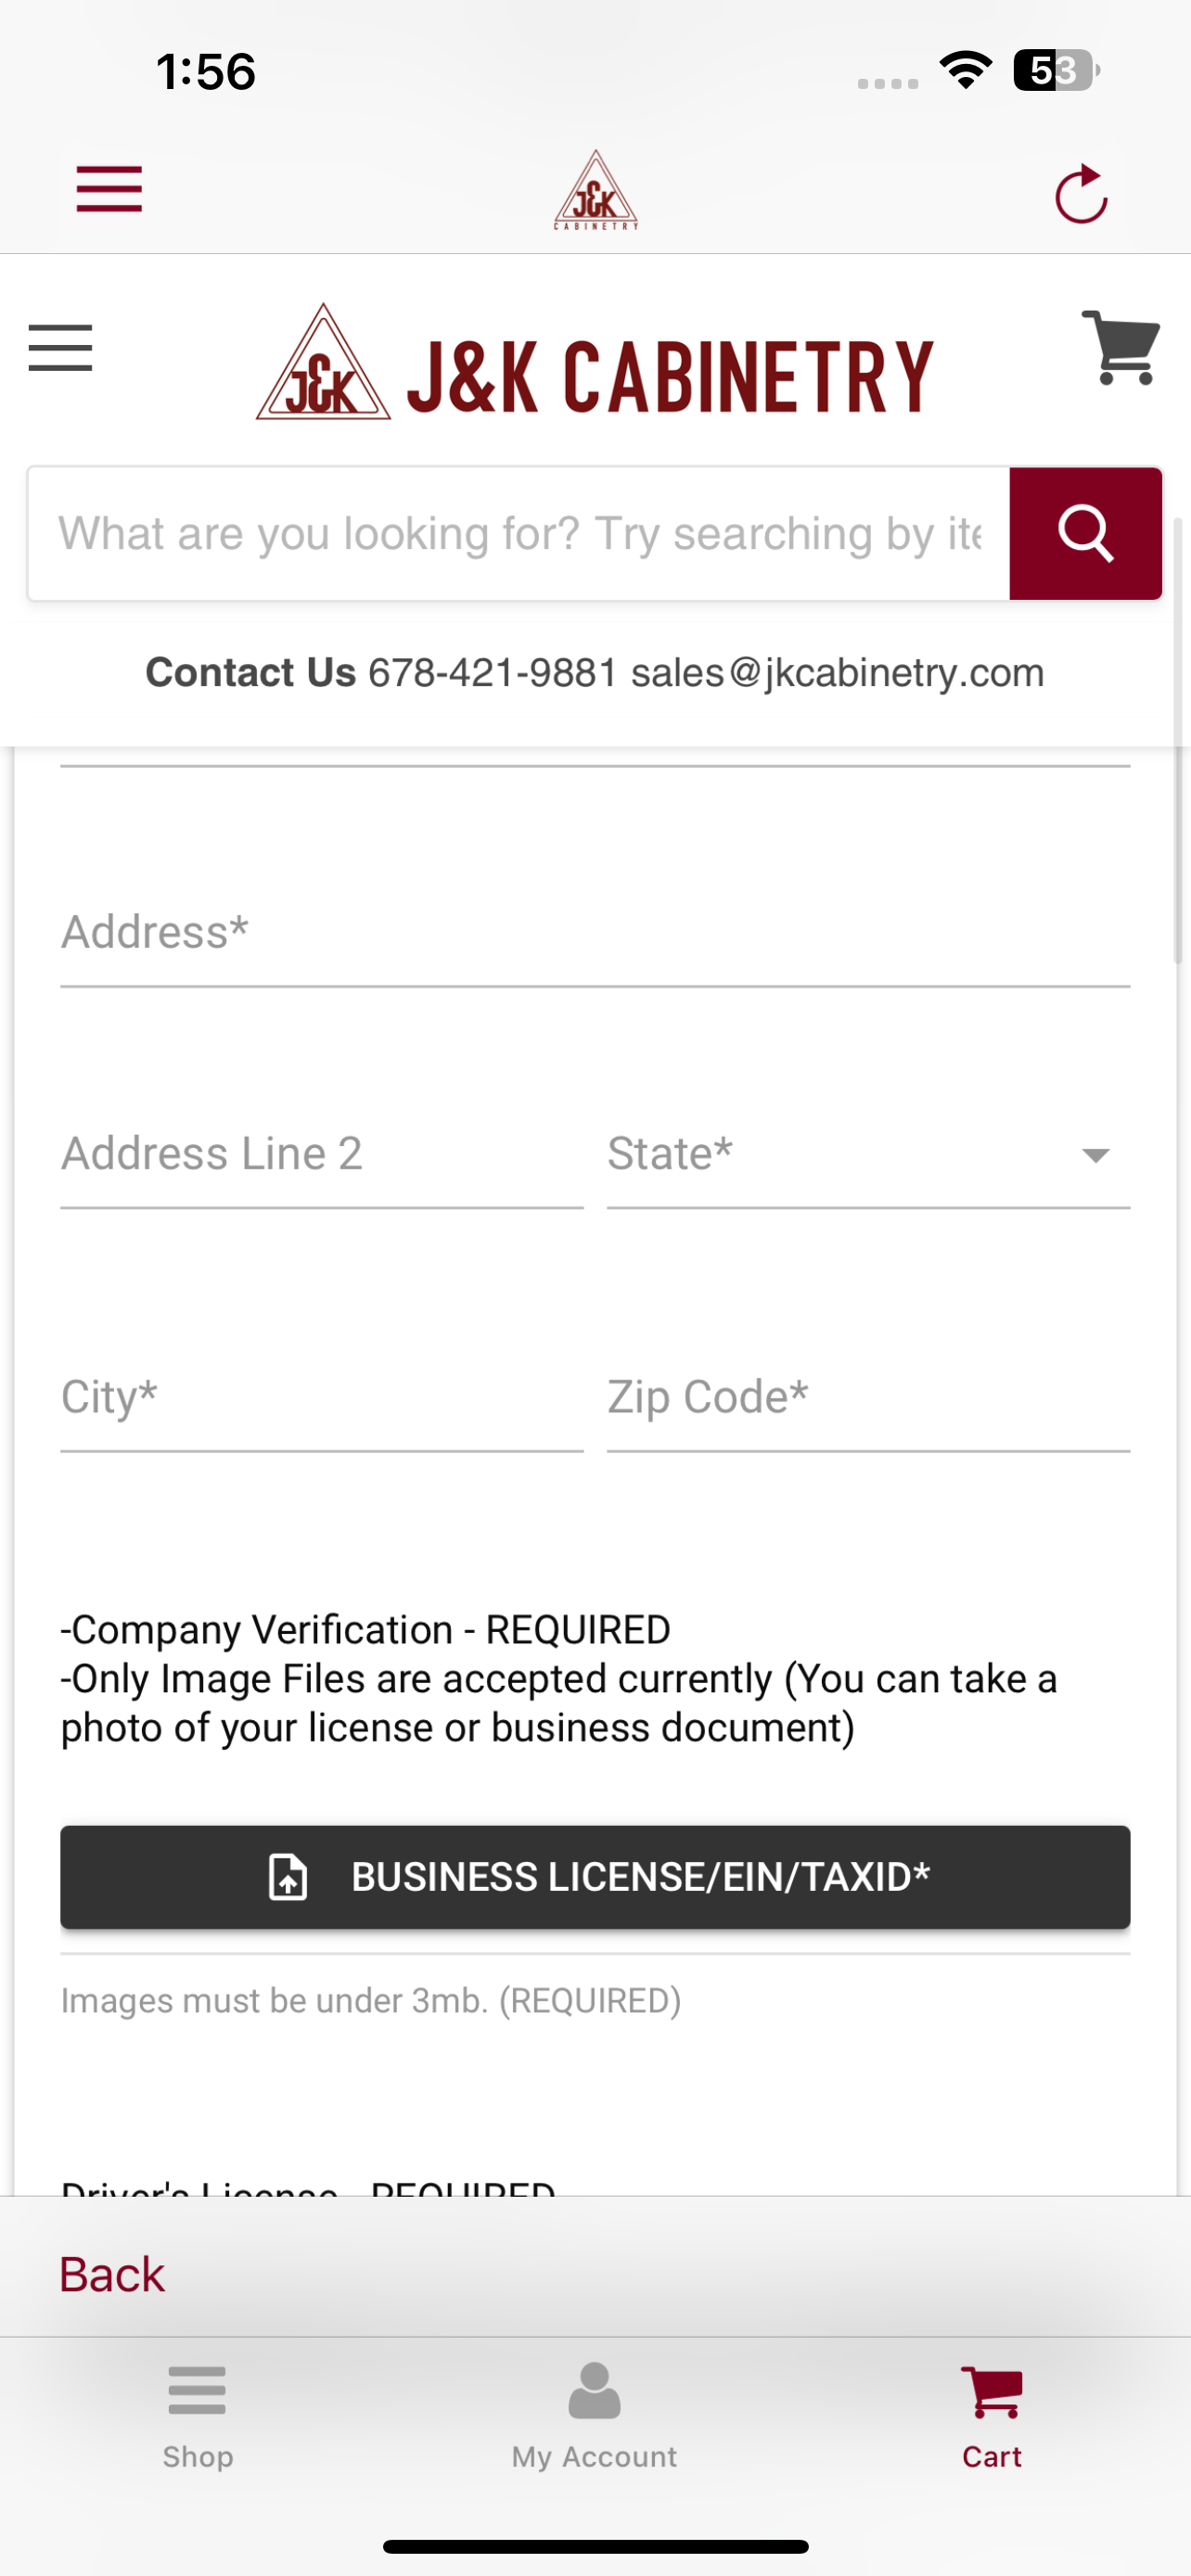 1:56
53
J&K
CABINETRY
J&K
J&K CABINETRY
What are you looking for? Try searching by ite
Contact Us 678-421-9881 sales@jkcabinetry.com
Address*
Address Line 2
State*
City*
Zip Code*
-Company Verification - REQUIRED
-Only Image Files are accepted currently (You can take a
photo of your license or business document)
BUSINESS LICENSE/EIN/TAXID*
Images must be under 3mb. (REQUIRED)
Driver's License - REQUIRED
Back
Shop
My Account
Cart